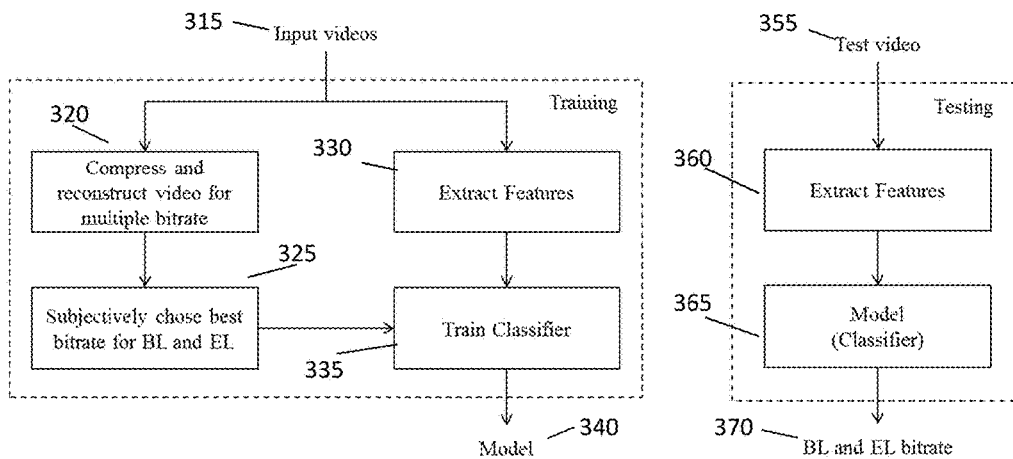 315
Input videos
Training
320
Compress and
reconstruct video for
multiple bitrate
330
Extract Features
325
Subjectively chose best
bitrate for BL and EL
Train Classifier
335
Model
340
355
Test video
Testing
360
Extract Features
365
Model
(Classifier)
370
BL and EL bitrate